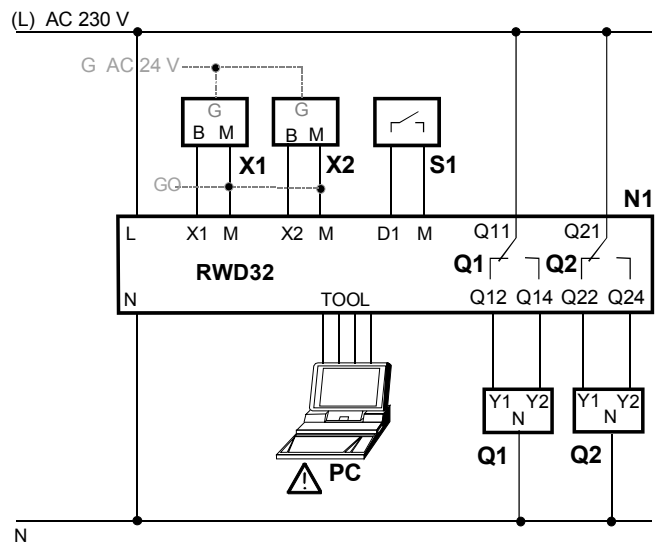 (L) AC 230 V
G AC 24 V
G G
B M B M
X1 X2 S1
GO
N1
L X1 M X2 M D1 M Q11 Q21
RWD32 Q1 Q2
N TOOL Q12 Q14 Q22 Q24
Y1 Y2 Y1 Y2
N N
Q1 Q2
PC
N